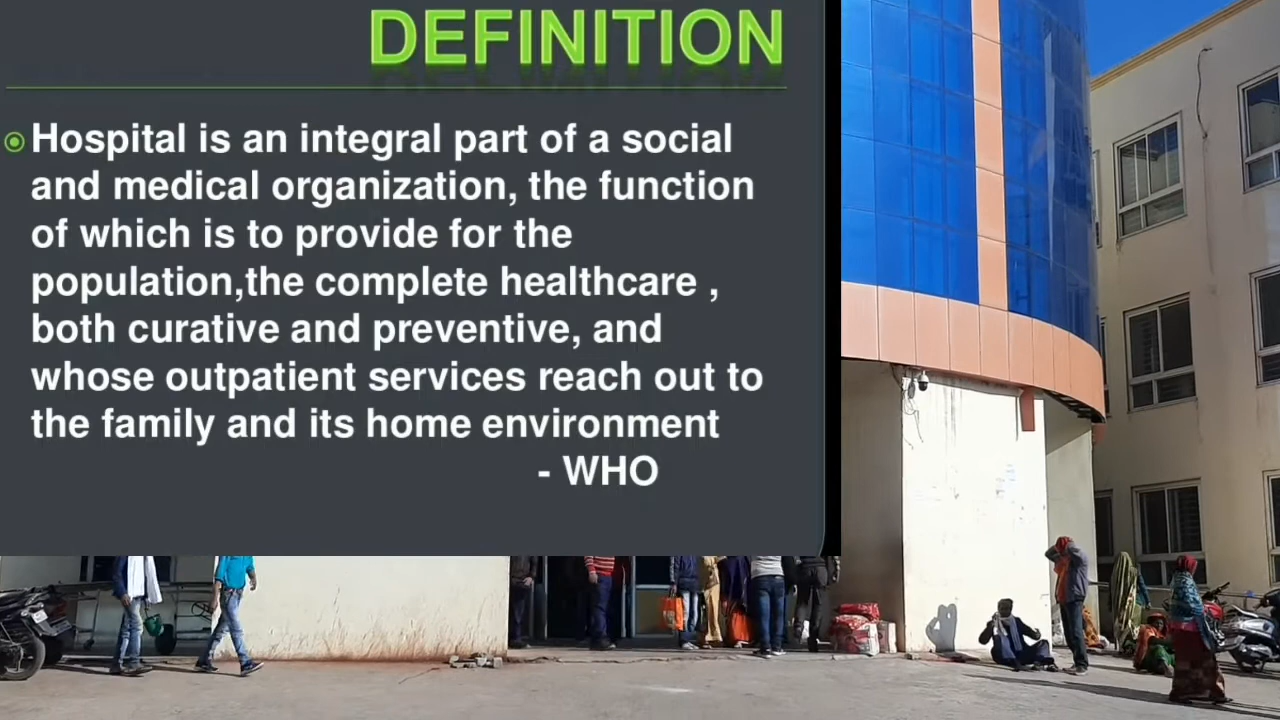 DEFINITION
Hospital is an integral part of a social
and medical organization, the function
of which is to provide for the
population,the complete healthcare ,
both curative and preventive, and
whose outpatient services reach out to
the family and its home environment
- WHO